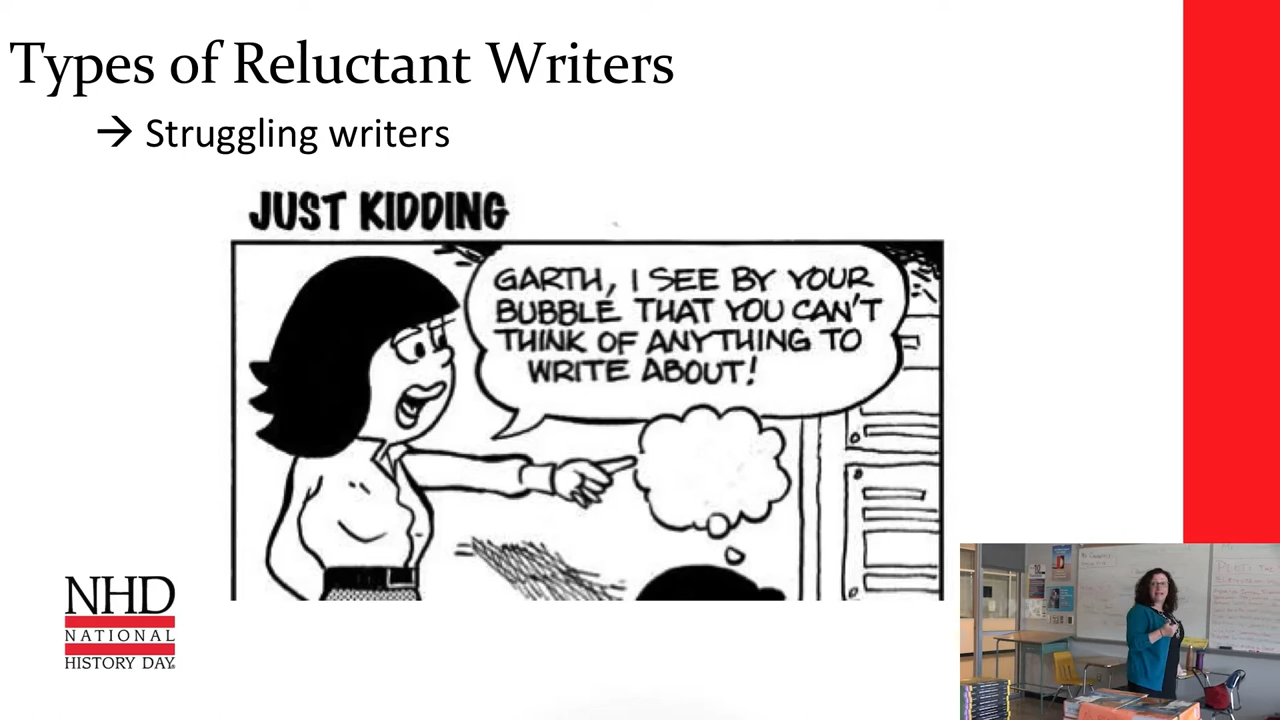 Types of Reluctant Writers
→ Struggling writers
JUST KIDDING
GARTH, I SEE BY YOUR
BUBBLE THAT YOU CAN'T
THINK OF ANYTHING TO
WRITE ABOUT!
NHD
NATIONAL
HISTORY DAY